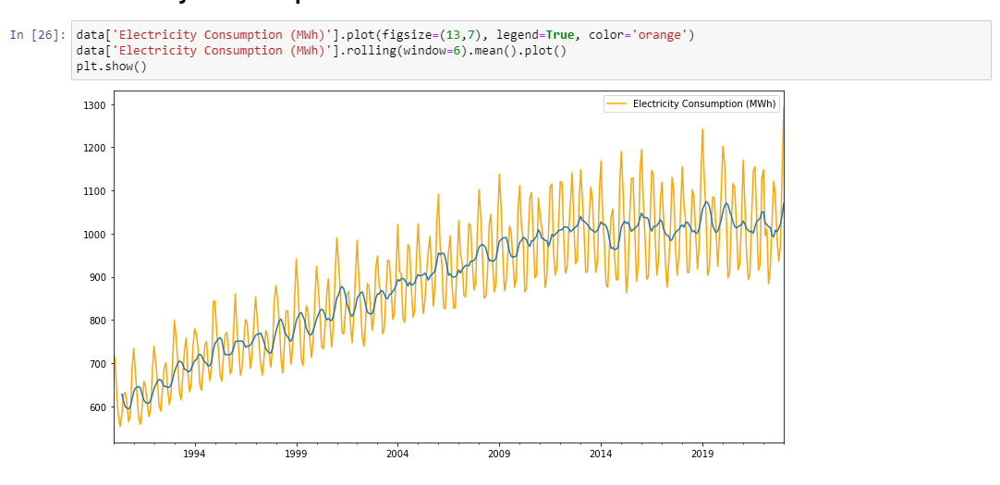 In [26]: data['Electricity Consumption (MWh)'].plot(figsize=(13,7), legend=True, color='orange')
data['Electricity Consumption (MWh)'].rolling(window=6).mean().plot()
plt.show()
Electricity Consumption (MWh)
1300
1200
1100
1000
900
800
700
600
1994 1999 2004 2009 2014 2019